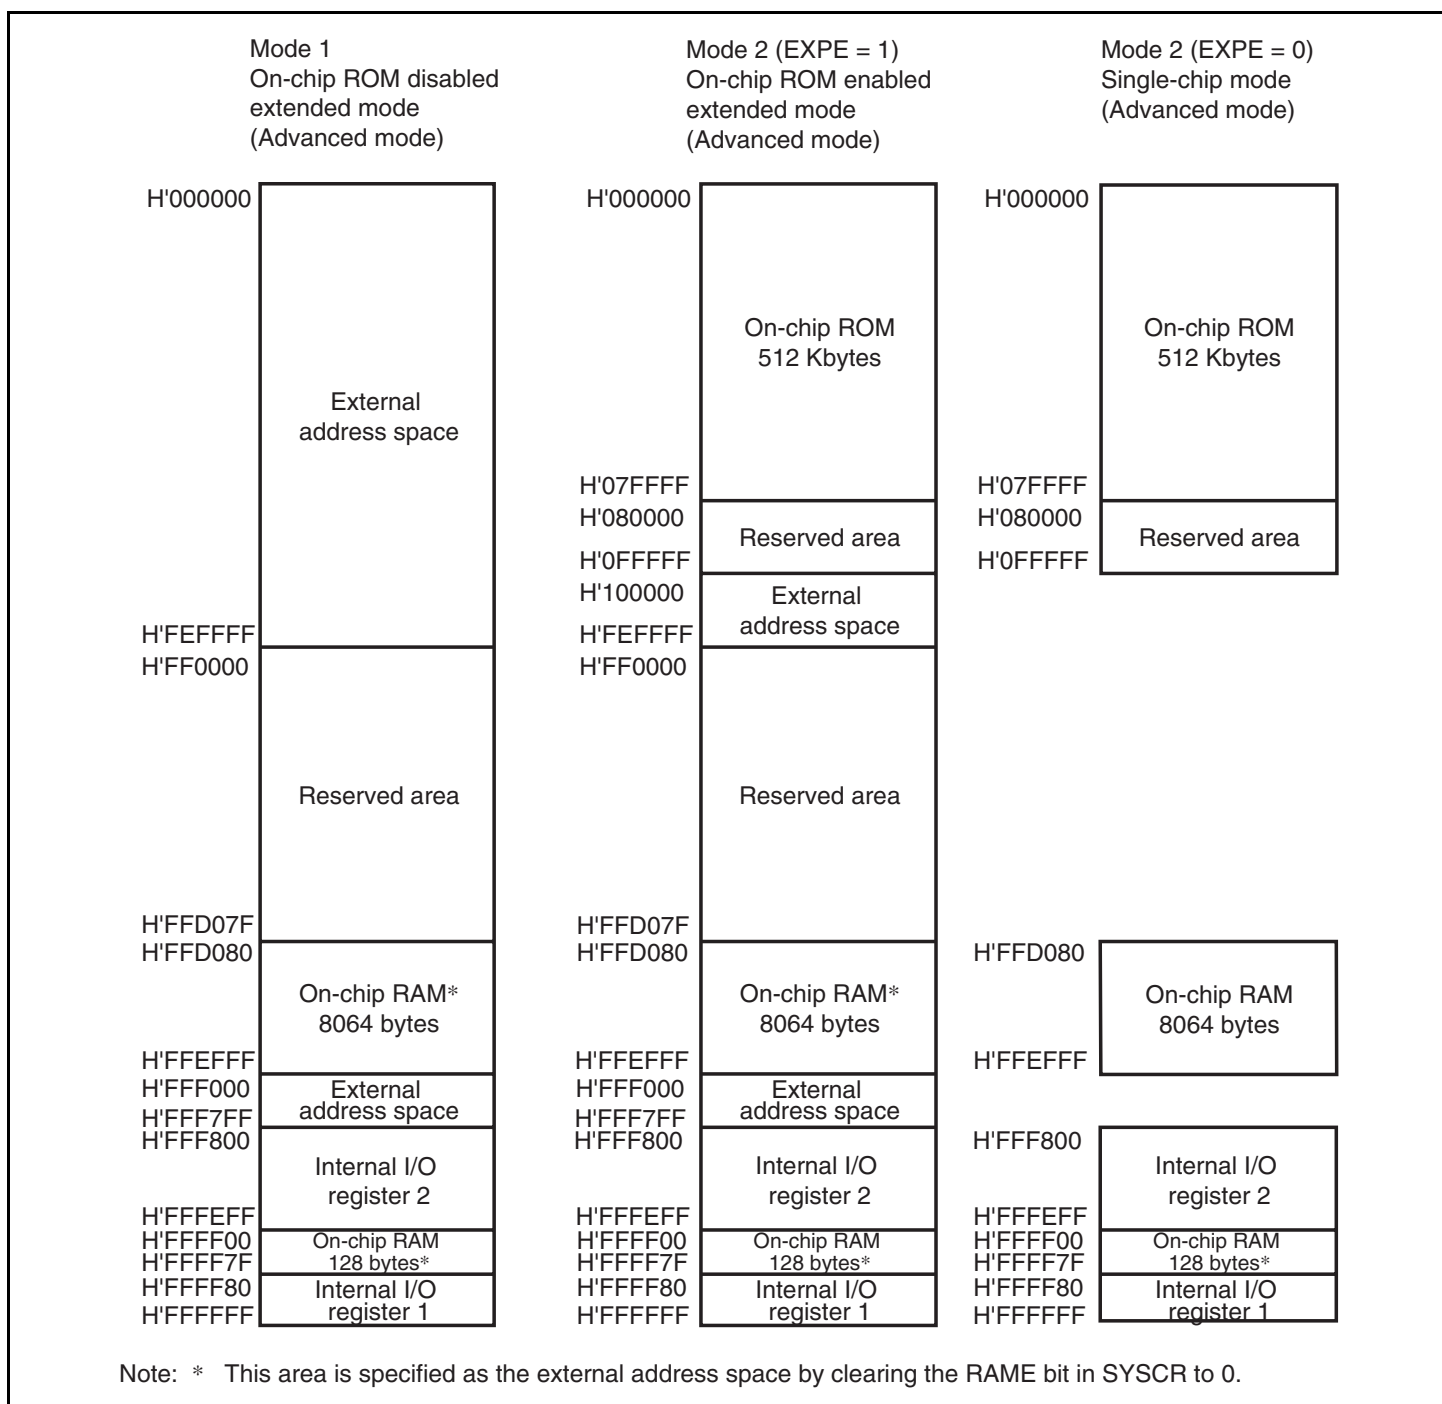 Mode 1
On-chip ROM disabled
extended mode
(Advanced mode)
H'000000
External
address space
H'FEFFFF
H'FF0000
Reserved area
H'FFD07F
H'FFD080
On-chip RAM*
8064 bytes
H'FFEFFF
H'FFF000
External
address space
H'FFF7FF
H'FFF800
Internal I/O
register 2
H'FFFEFF
H'FFFF00
On-chip RAM
128 bytes*
H'FFFF7F
H'FFFF80
Internal I/O
register 1
H'FFFFFF
Mode 2 (EXPE = 1)
On-chip ROM enabled
extended mode
(Advanced mode)
H'000000
On-chip ROM
512 Kbytes
H'07FFFF
H'080000
Reserved area
H'0FFFFF
H'100000
External
address space
H'FEFFFF
H'FF0000
Reserved area
H'FFD07F
H'FFD080
On-chip RAM*
8064 bytes
H'FFEFFF
H'FFF000
External
address space
H'FFF7FF
H'FFF800
Internal I/O
register 2
H'FFFEFF
H'FFFF00
On-chip RAM
128 bytes*
H'FFFF7F
H'FFFF80
Internal I/O
register 1
H'FFFFFF
Mode 2 (EXPE = 0)
Single-chip mode
(Advanced mode)
H'000000
On-chip ROM
512 Kbytes
H'07FFFF
H'080000
Reserved area
H'0FFFFF
H'FFD080
On-chip RAM
8064 bytes
H'FFEFFF
H'FFF800
Internal I/O
register 2
H'FFFEFF
H'FFFF00
On-chip RAM
128 bytes*
H'FFFF7F
H'FFFF80
Internal I/O
register 1
H'FFFFFF
Note: * This area is specified as the external address space by clearing the RAME bit in SYSCR to 0.